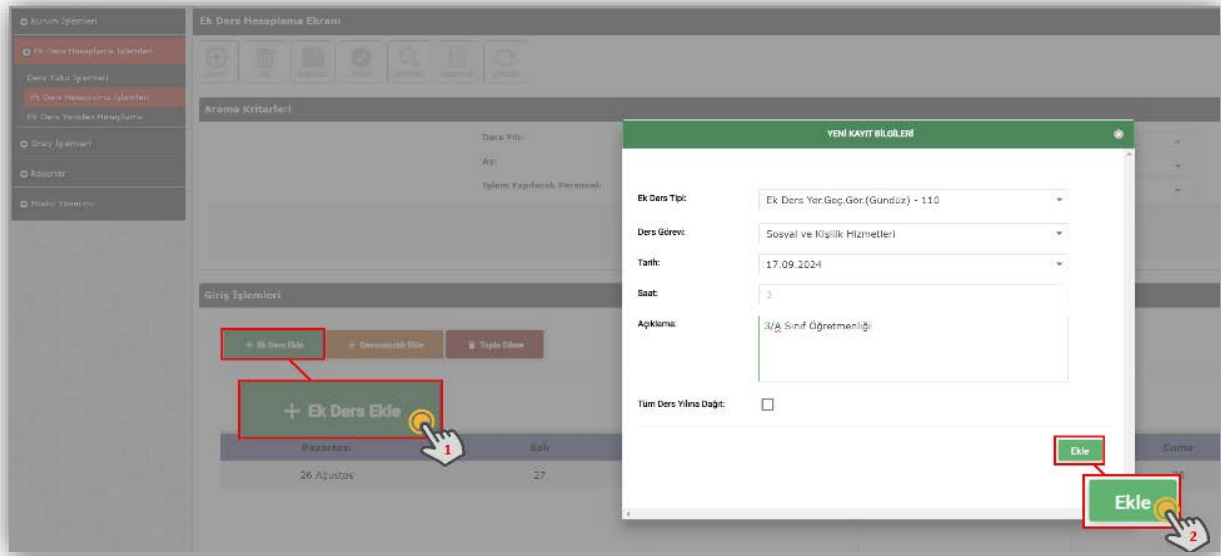 Kurum İşlemleri
Ek Ders Hesaplama İşlemleri
Ders Yükü İşlemleri
Ek Ders Hesaplama İşlemleri
Ek Ders Yeniden Hesaplama
Onay İşlemleri
Raporlar
Modül Yönetimi
Ek Ders Hesaplama Ekranı
Arama Kriterleri
Ders Yılı:
Ay:
İşlem Yapılacak Personel:
Giriş İşlemleri
+ Ek Ders Ekle
+ Devamsızlık Ekle
Toplu Silme
+ Ek Ders Ekle
1
Pazartesi Salı Cuma
26 Ağustos 27
YENİ KAYIT BİLGİLERİ
Ek Ders Tipi: Ek Ders Yer.Geç.Gör.(Gündüz) - 110
Ders Görevi: Sosyal ve Kişilik Hizmetleri
Tarih: 17.09.2024
Saat: 2
Açıklama: 3/A Sınıf Öğretmenliği
Tüm Ders Yılına Dağıt:
Ekle
Ekle
2